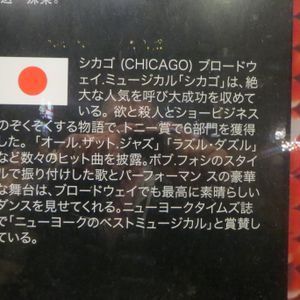 シカゴ (CHICAGO) ブロードウ
ェイ.ミュージカル「シカゴ」は、絶
大な人気を呼び大成功を収めて
いる。欲と殺人とショービジネス
のぞくぞくする物語で、トニー賞で6部門を獲得
した。「オール.ザット.ジャズ」「ラズル・ダズル」
など数々のヒット曲を披露。ボブ.フォシのスタイ
ルで振り付けした歌とパーフォーマン スの豪華
な舞台は、ブロードウェイでも最高に素晴らしい
ダンスを見せてくれる。ニューヨークタイムズ誌
で「ニューヨークのベストミュージカル」と賞賛し
ている。